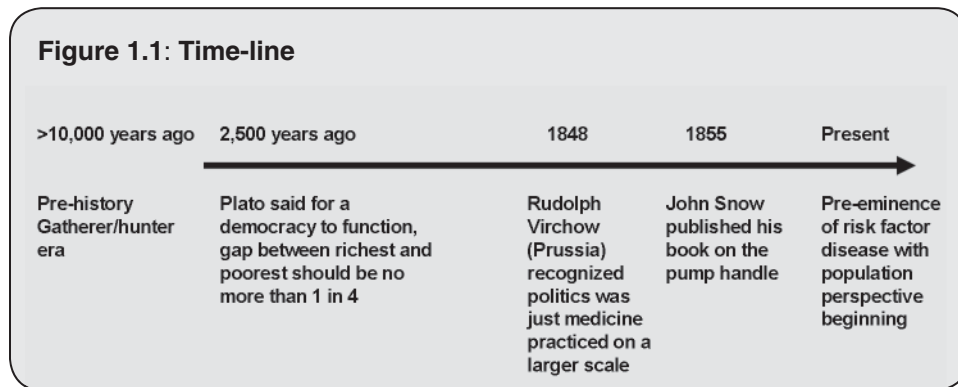 Figure 1.1: Time-line
>10,000 years ago
2,500 years ago
1848
1855
Present
Pre-history
Gatherer/hunter
era
Plato said for a
democracy to function,
gap between richest and
poorest should be no
more than 1 in 4
Rudolph
Virchow
(Prussia)
recognized
politics was
just medicine
practiced on a
larger scale
John Snow
published his
book on the
pump handle
Pre-eminence
of risk factor
disease with
population
perspective
beginning